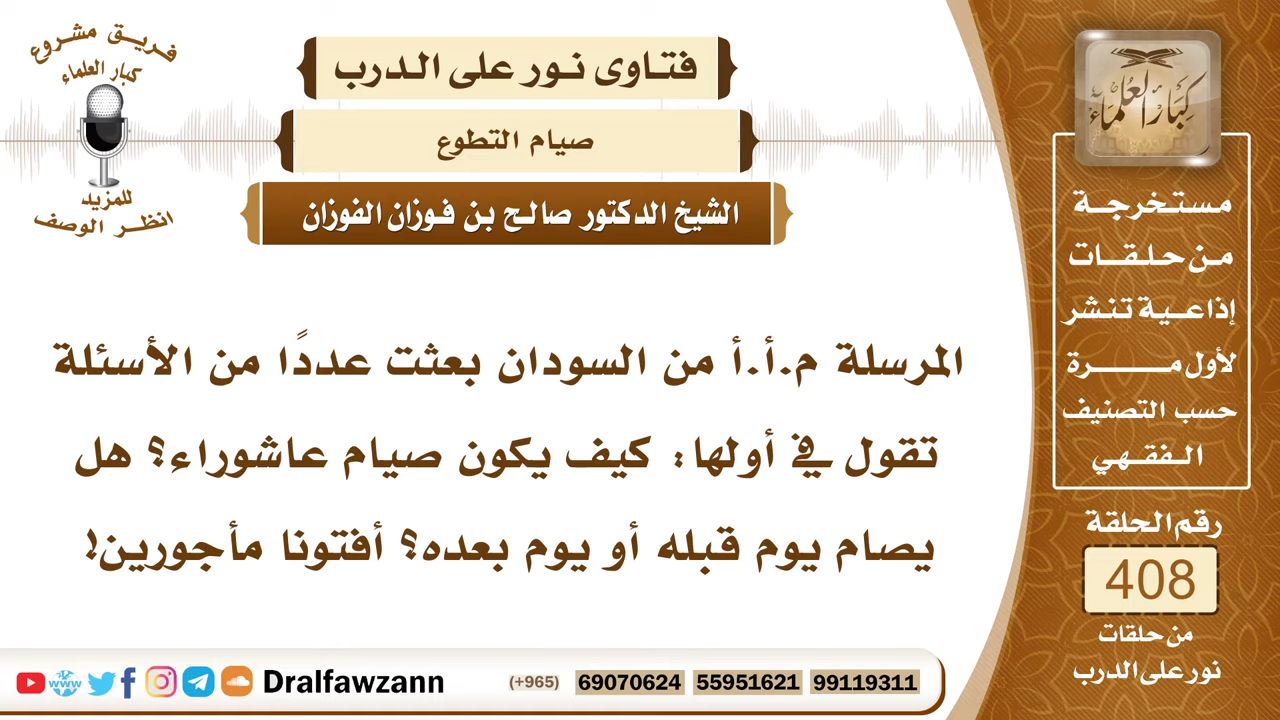 فريق مشروع
كبار العلماء
للمزيد
انظر الوصف
فتاوى نور على الدرب
صيام التطوع
الشيخ الدكتور صالح بن فوزان الفوزان
المرسلة م.أ.أ من السودان بعثت عددًا من الأسئلة
تقول في أولها: كيف يكون صيام عاشوراء؟ هل
يصام يوم قبله أو يوم بعده؟ أفتونا مأجورين!
كبار العلماء
مستخرجة
من حلقات
إذاعية تنشر
لأول مرة
حسب التصنيف
الفقهي
رقم الحلقة
408
من حلقات
نور على الدرب
www
Dralfawzann (+965) 69070624 55951621 99119311